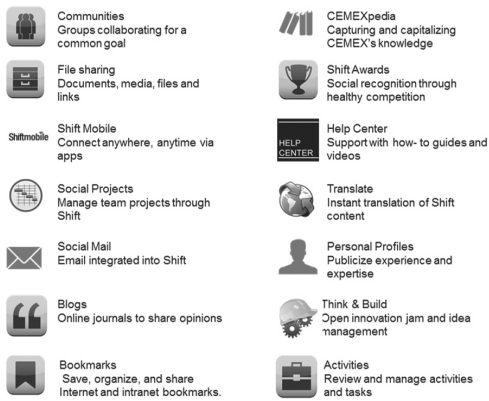 Communities
Groups collaborating for a
common goal
File sharing
Documents, media, files and
links
Shiftmobile
Shift Mobile
Connect anywhere, anytime via
apps
Social Projects
Manage team projects through
Shift
Social Mail
Email integrated into Shift
Blogs
Online journals to share opinions
Bookmarks
Save, organize, and share
Internet and intranet bookmarks.
CEMEXpedia
Capturing and capitalizing
CEMEX's knowledge
Shift Awards
Social recognition through
healthy competition
HELP
CENTER
Help Center
Support with how- to guides and
videos
Translate
Instant translation of Shift
content
Personal Profiles
Publicize experience and
expertise
Think & Build
Open innovation jam and idea
management
Activities
Review and manage activities
and tasks